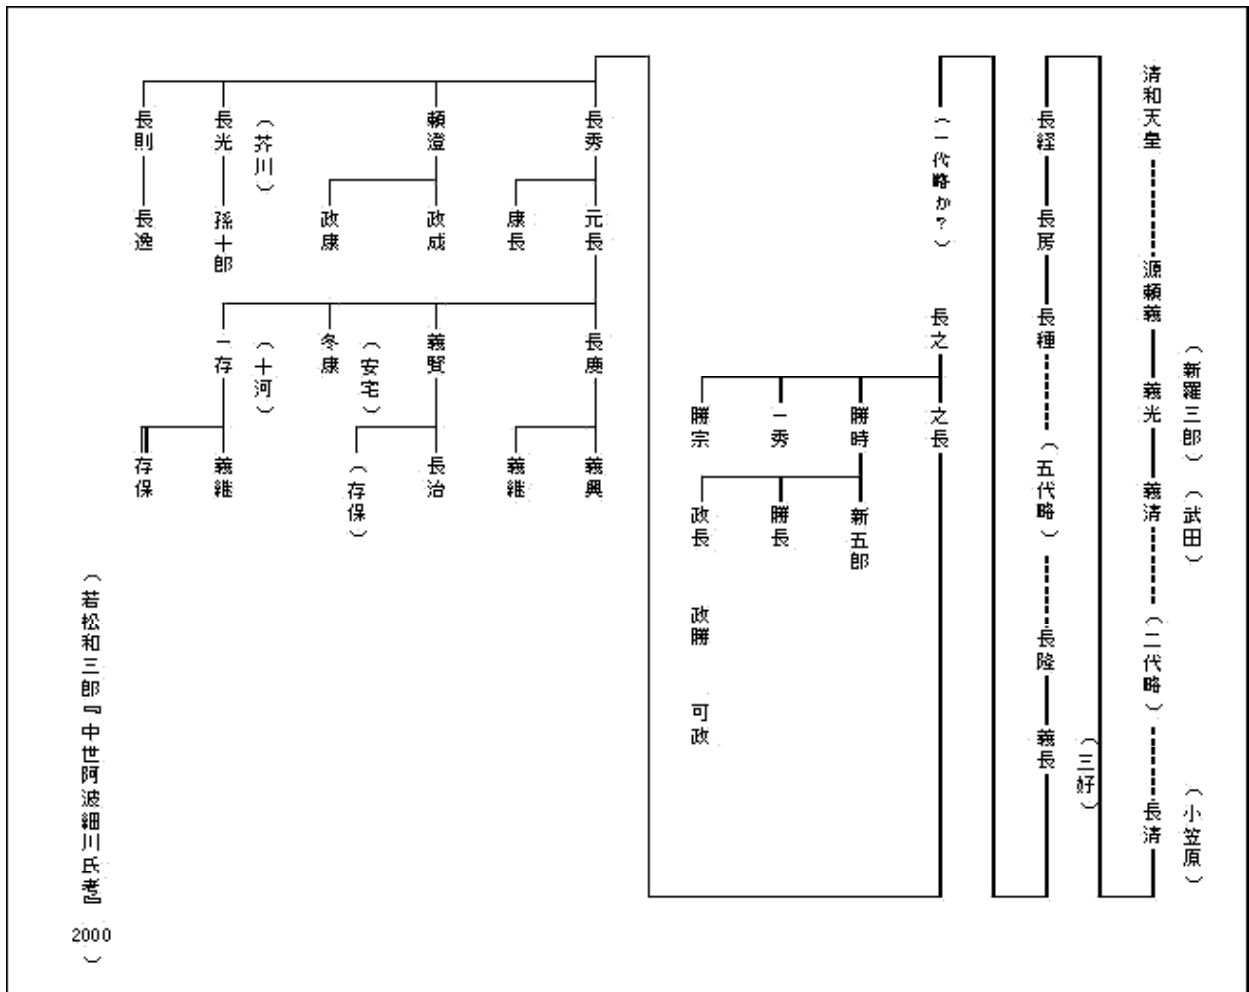 清和天皇
源頼義
義光
(新羅三郎)
義清
(武田)
(二代略)
長清
(小笠原)
長経
長房
長種
(五代略)
長隆
義長
(三好)
(一代略か?)
長之
之長
勝時
一秀
勝宗
新五郎
勝長
政長
政勝
可政
長秀
頼澄
長光
(芥川)
長則
元長
康長
政成
政康
孫十郎
長逸
長慶
義賢
冬康
(安宅)
一存
(十河)
義興
義継
長治
(存保)
義継
存保
(若松和三郎『中世阿波細川氏考』 2000)